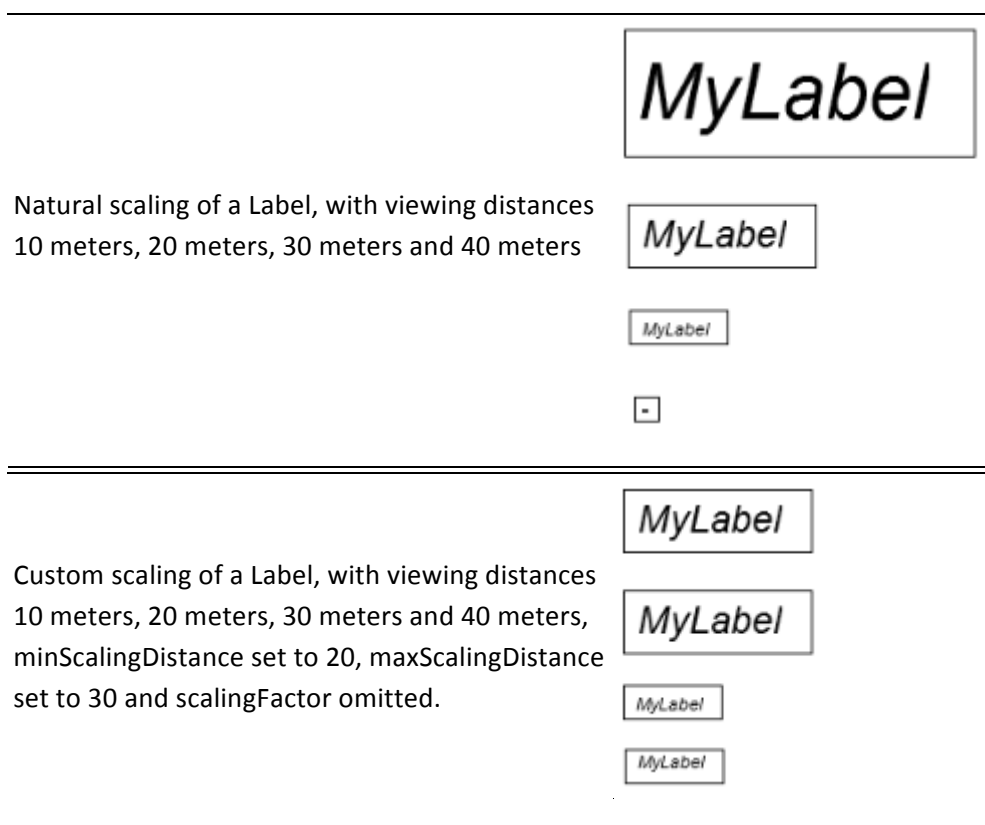 MyLabel
Natural scaling of a Label, with viewing distances
10 meters, 20 meters, 30 meters and 40 meters
MyLabel
MyLabel
-
MyLabel
Custom scaling of a Label, with viewing distances
10 meters, 20 meters, 30 meters and 40 meters,
minScalingDistance set to 20, maxScalingDistance
set to 30 and scalingFactor omitted.
MyLabel
MyLabel
MyLabel